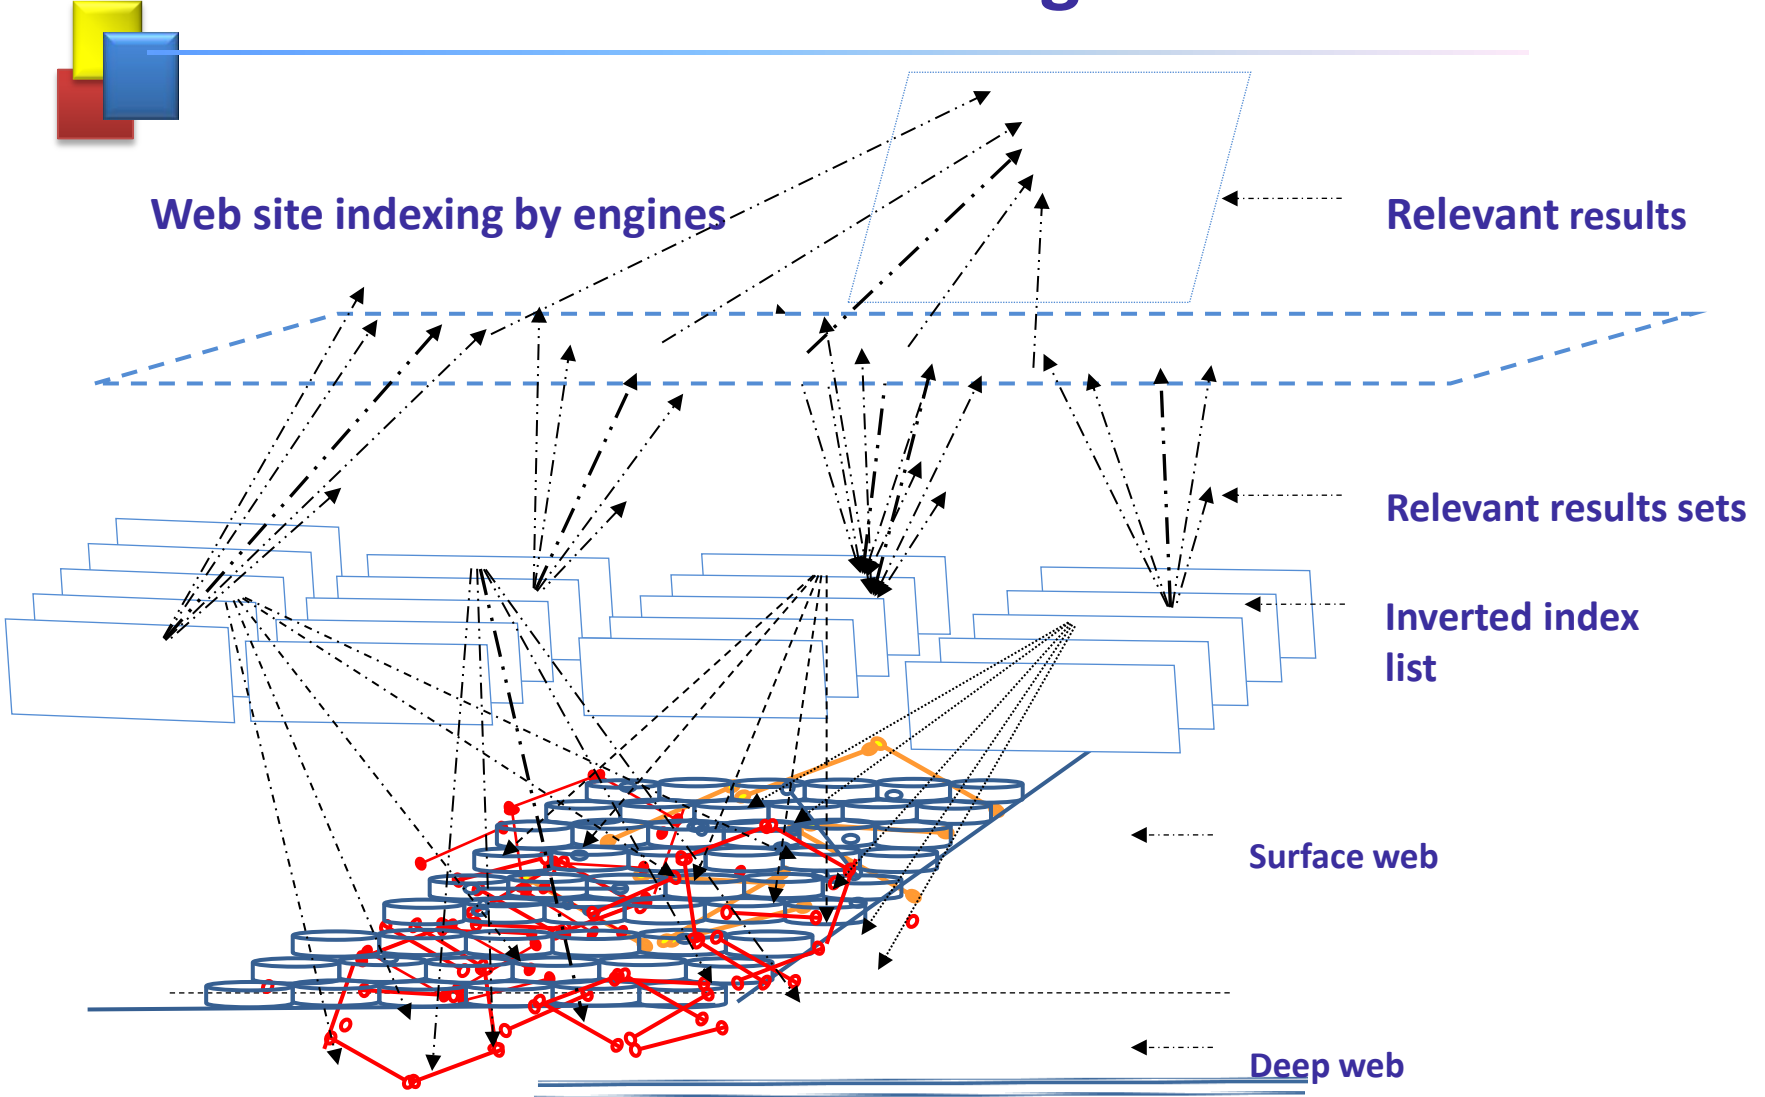 Web site indexing by engines
Relevant results
Relevant results sets
Inverted index
list
Surface web
Deep web